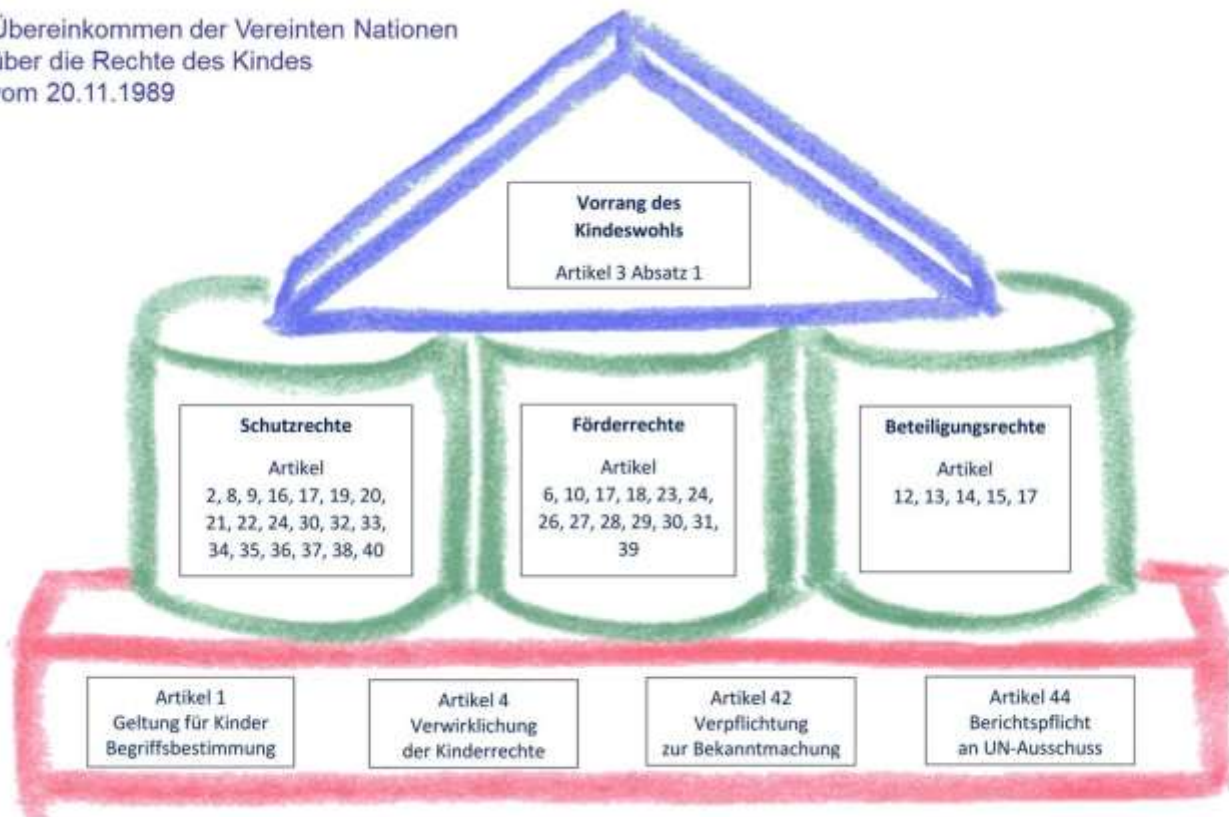 Übereinkommen der Vereinten Nationen
über die Rechte des Kindes
vom 20.11.1989
Vorrang des
Kindeswohls
Artikel 3 Absatz 1
Schutzrechte
Artikel
2, 8, 9, 16, 17, 19, 20,
21, 22, 24, 30, 32, 33,
34, 35, 36, 37, 38, 40
Förderrechte
Artikel
6, 10, 17, 18, 23, 24,
26, 27, 28, 29, 30, 31,
39
Beteiligungsrechte
Artikel
12, 13, 14, 15, 17
Artikel 1
Geltung für Kinder
Begriffsbestimmung
Artikel 4
Verwirklichung
der Kinderrechte
Artikel 42
Verpflichtung
zur Bekanntmachung
Artikel 44
Berichtspflicht
an UN-Ausschuss